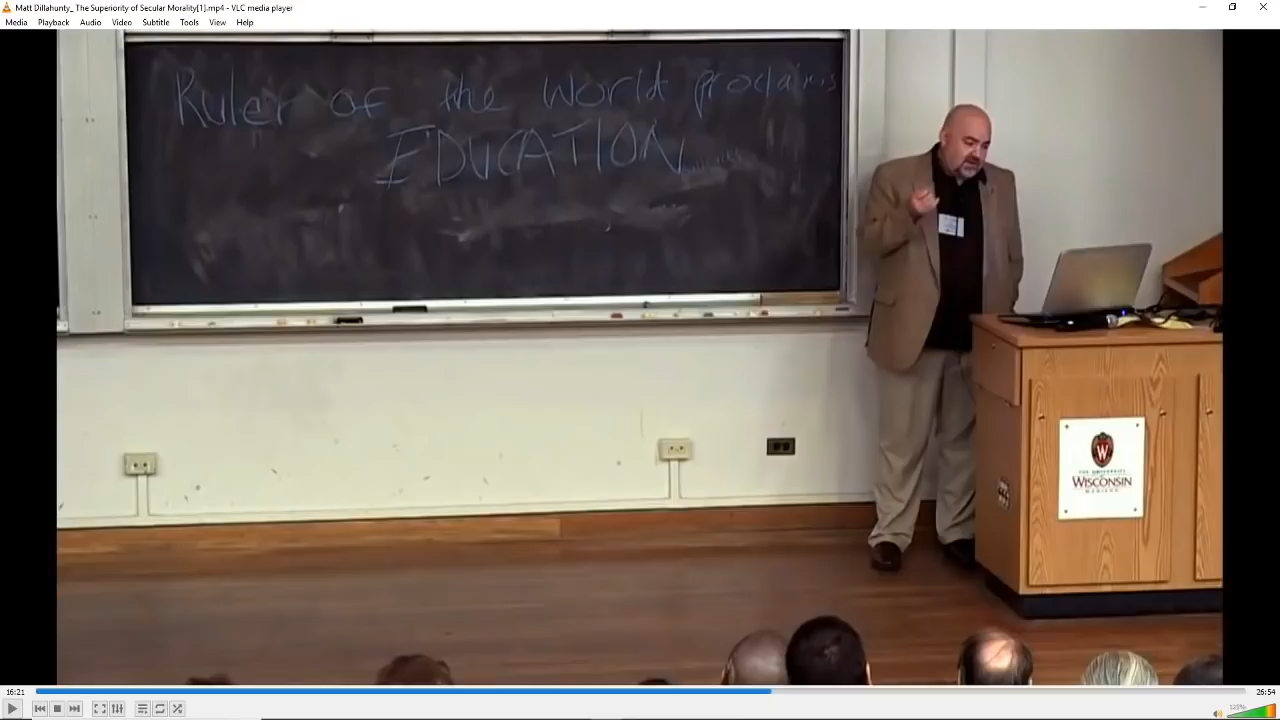 Matt Dillahunty_ The Superiority of Secular Morality[1].mp4 - VLC media player
Media Playback Audio Video Subtitle Tools View Help
Ruler of the World proclaims
EDUCATION
W
THE UNIVERSITY
WISCONSIN
MADISON
16:21
26:54
120%